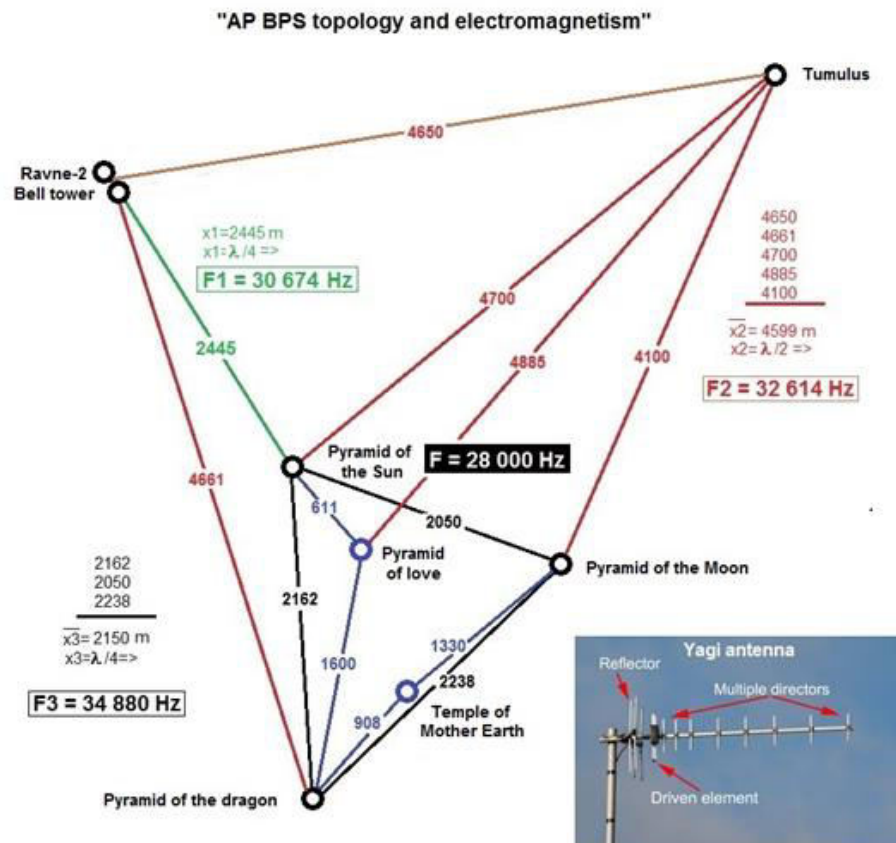 "AP BPS topology and electromagnetism"
Tumulus
4650
Ravne-2
Bell tower
x1=2445 m
x1=λ/4 =>
F1 = 30 674 Hz
4650
4661
4700
4885
4100
x2= 4599 m
x2=λ/2 =>
F2 = 32 614 Hz
4700
4885
4100
2445
4661
Pyramid of
the Sun
F = 28 000 Hz
611
2050
Pyramid
of love
Pyramid of the Moon
2162
2050
2238
x3= 2150 m
x3=λ/4=>
F3 = 34 880 Hz
2162
1600
1330
2238
908
Temple of
Mother Earth
Pyramid of the dragon
Yagi antenna
Reflector
Multiple directors
Driven element